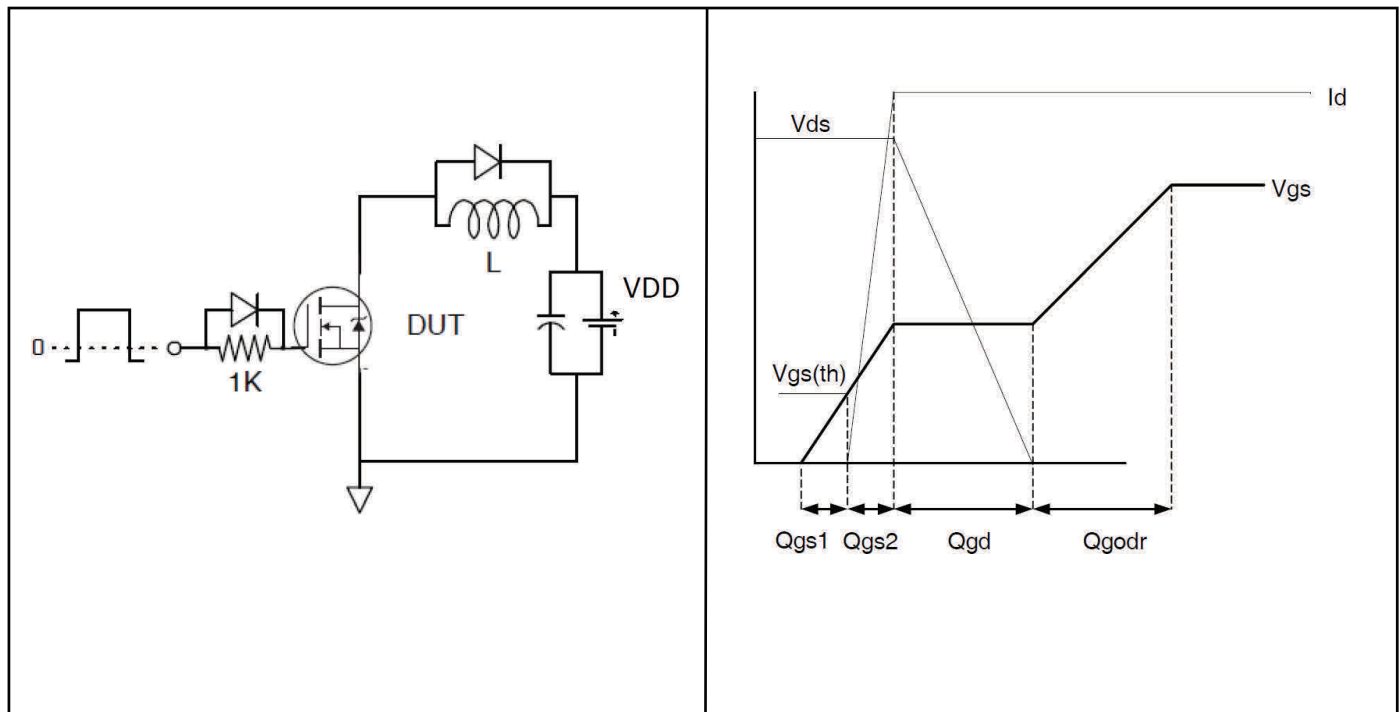 L
VDD
DUT
0
1K
Id
Vds
Vgs
Vgs(th)
Qgs1 Qgs2 Qgd Qgodr